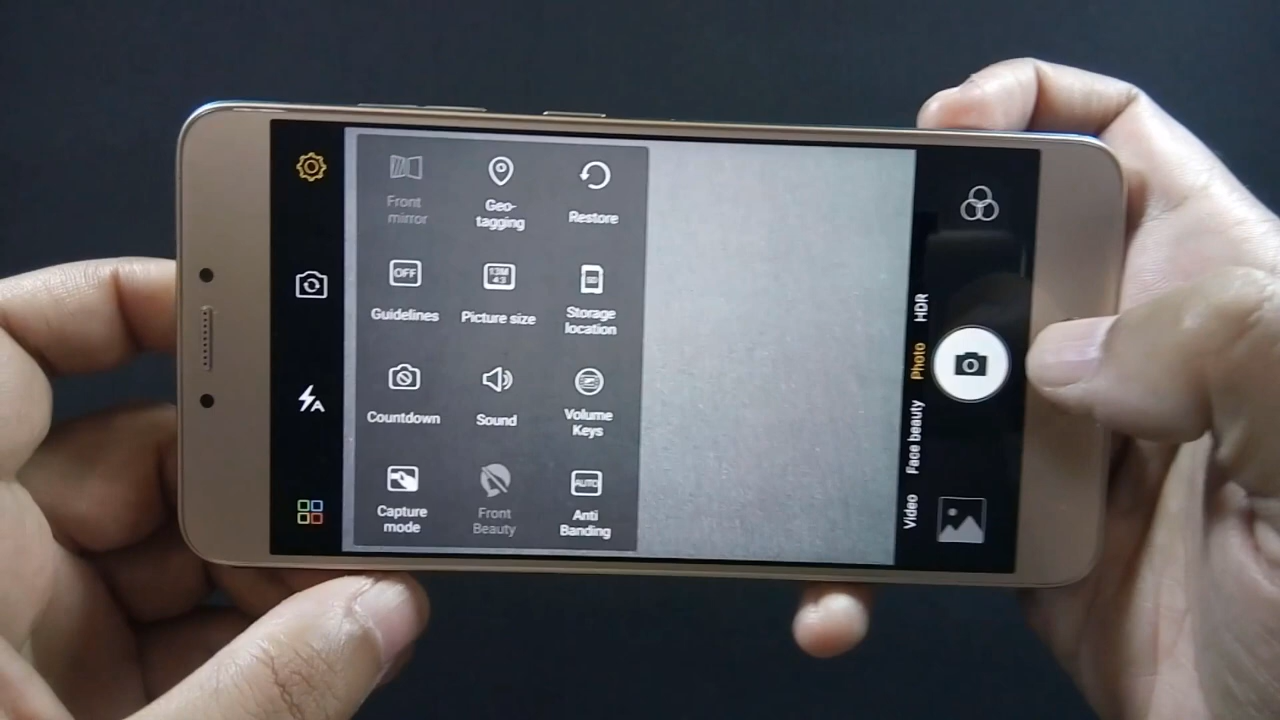 Front
mirror
Geo-
tagging
Restore
OFF
Guidelines
13M
4:3
Picture size
Storage
location
Countdown
Sound
Volume
Keys
Capture
mode
Front
Beauty
AUTO
Anti
Banding
A
HDR
Photo
Face beauty
Video